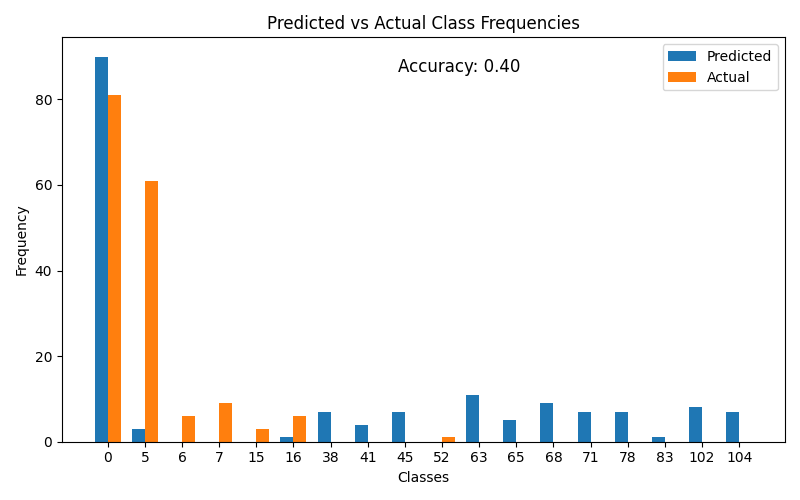 Predicted vs Actual Class Frequencies
Accuracy: 0.40
Predicted
Actual
80
60
40
20
0
Frequency
0 5 6 7 15 16 38 41 45 52 63 65 68 71 78 83 102 104
Classes